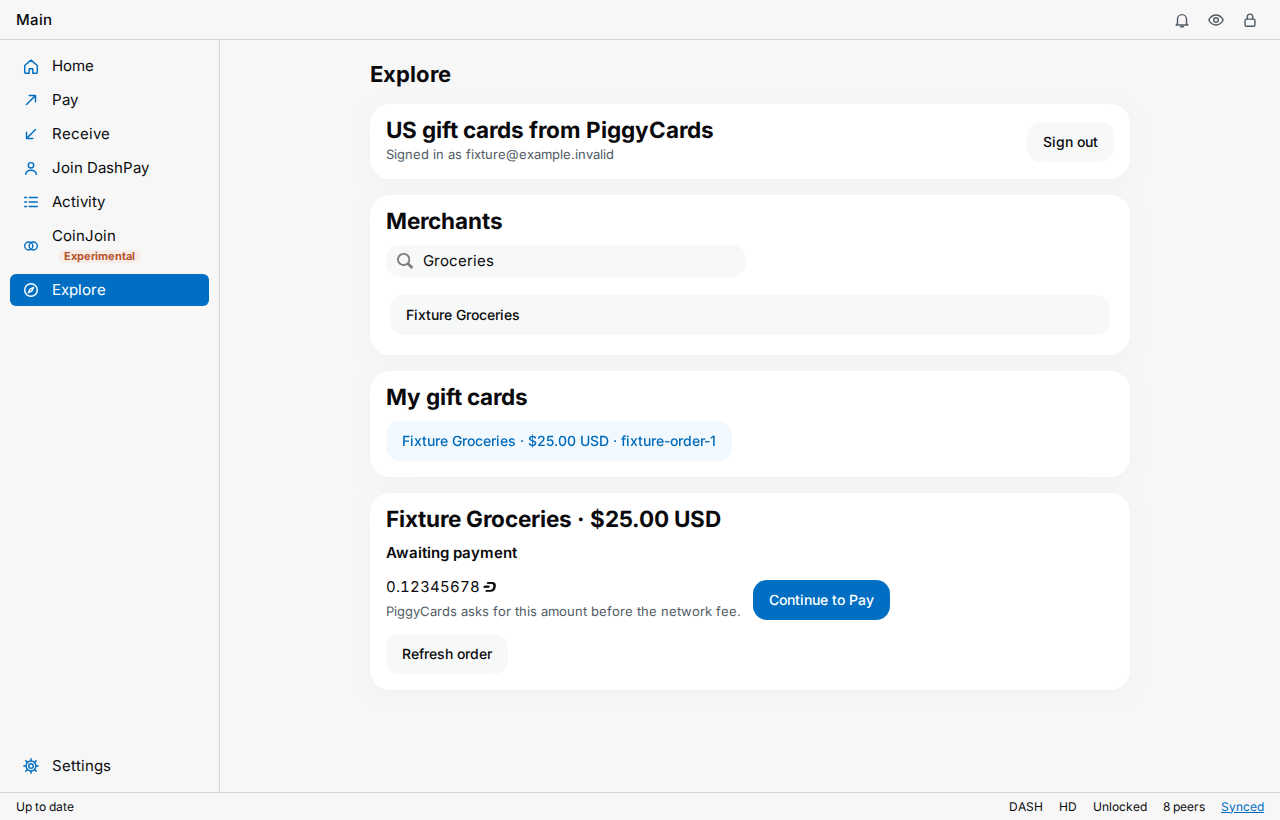 Main
Home
Pay
Receive
Join DashPay
Activity
CoinJoin
Experimental
Explore
Settings
Explore
US gift cards from PiggyCards
Signed in as fixture@example.invalid
Sign out
Merchants
Groceries
Fixture Groceries
My gift cards
Fixture Groceries · $25.00 USD · fixture-order-1
Fixture Groceries · $25.00 USD
Awaiting payment
0.12345678
PiggyCards asks for this amount before the network fee.
Continue to Pay
Refresh order
Up to date
DASH HD Unlocked 8 peers Synced